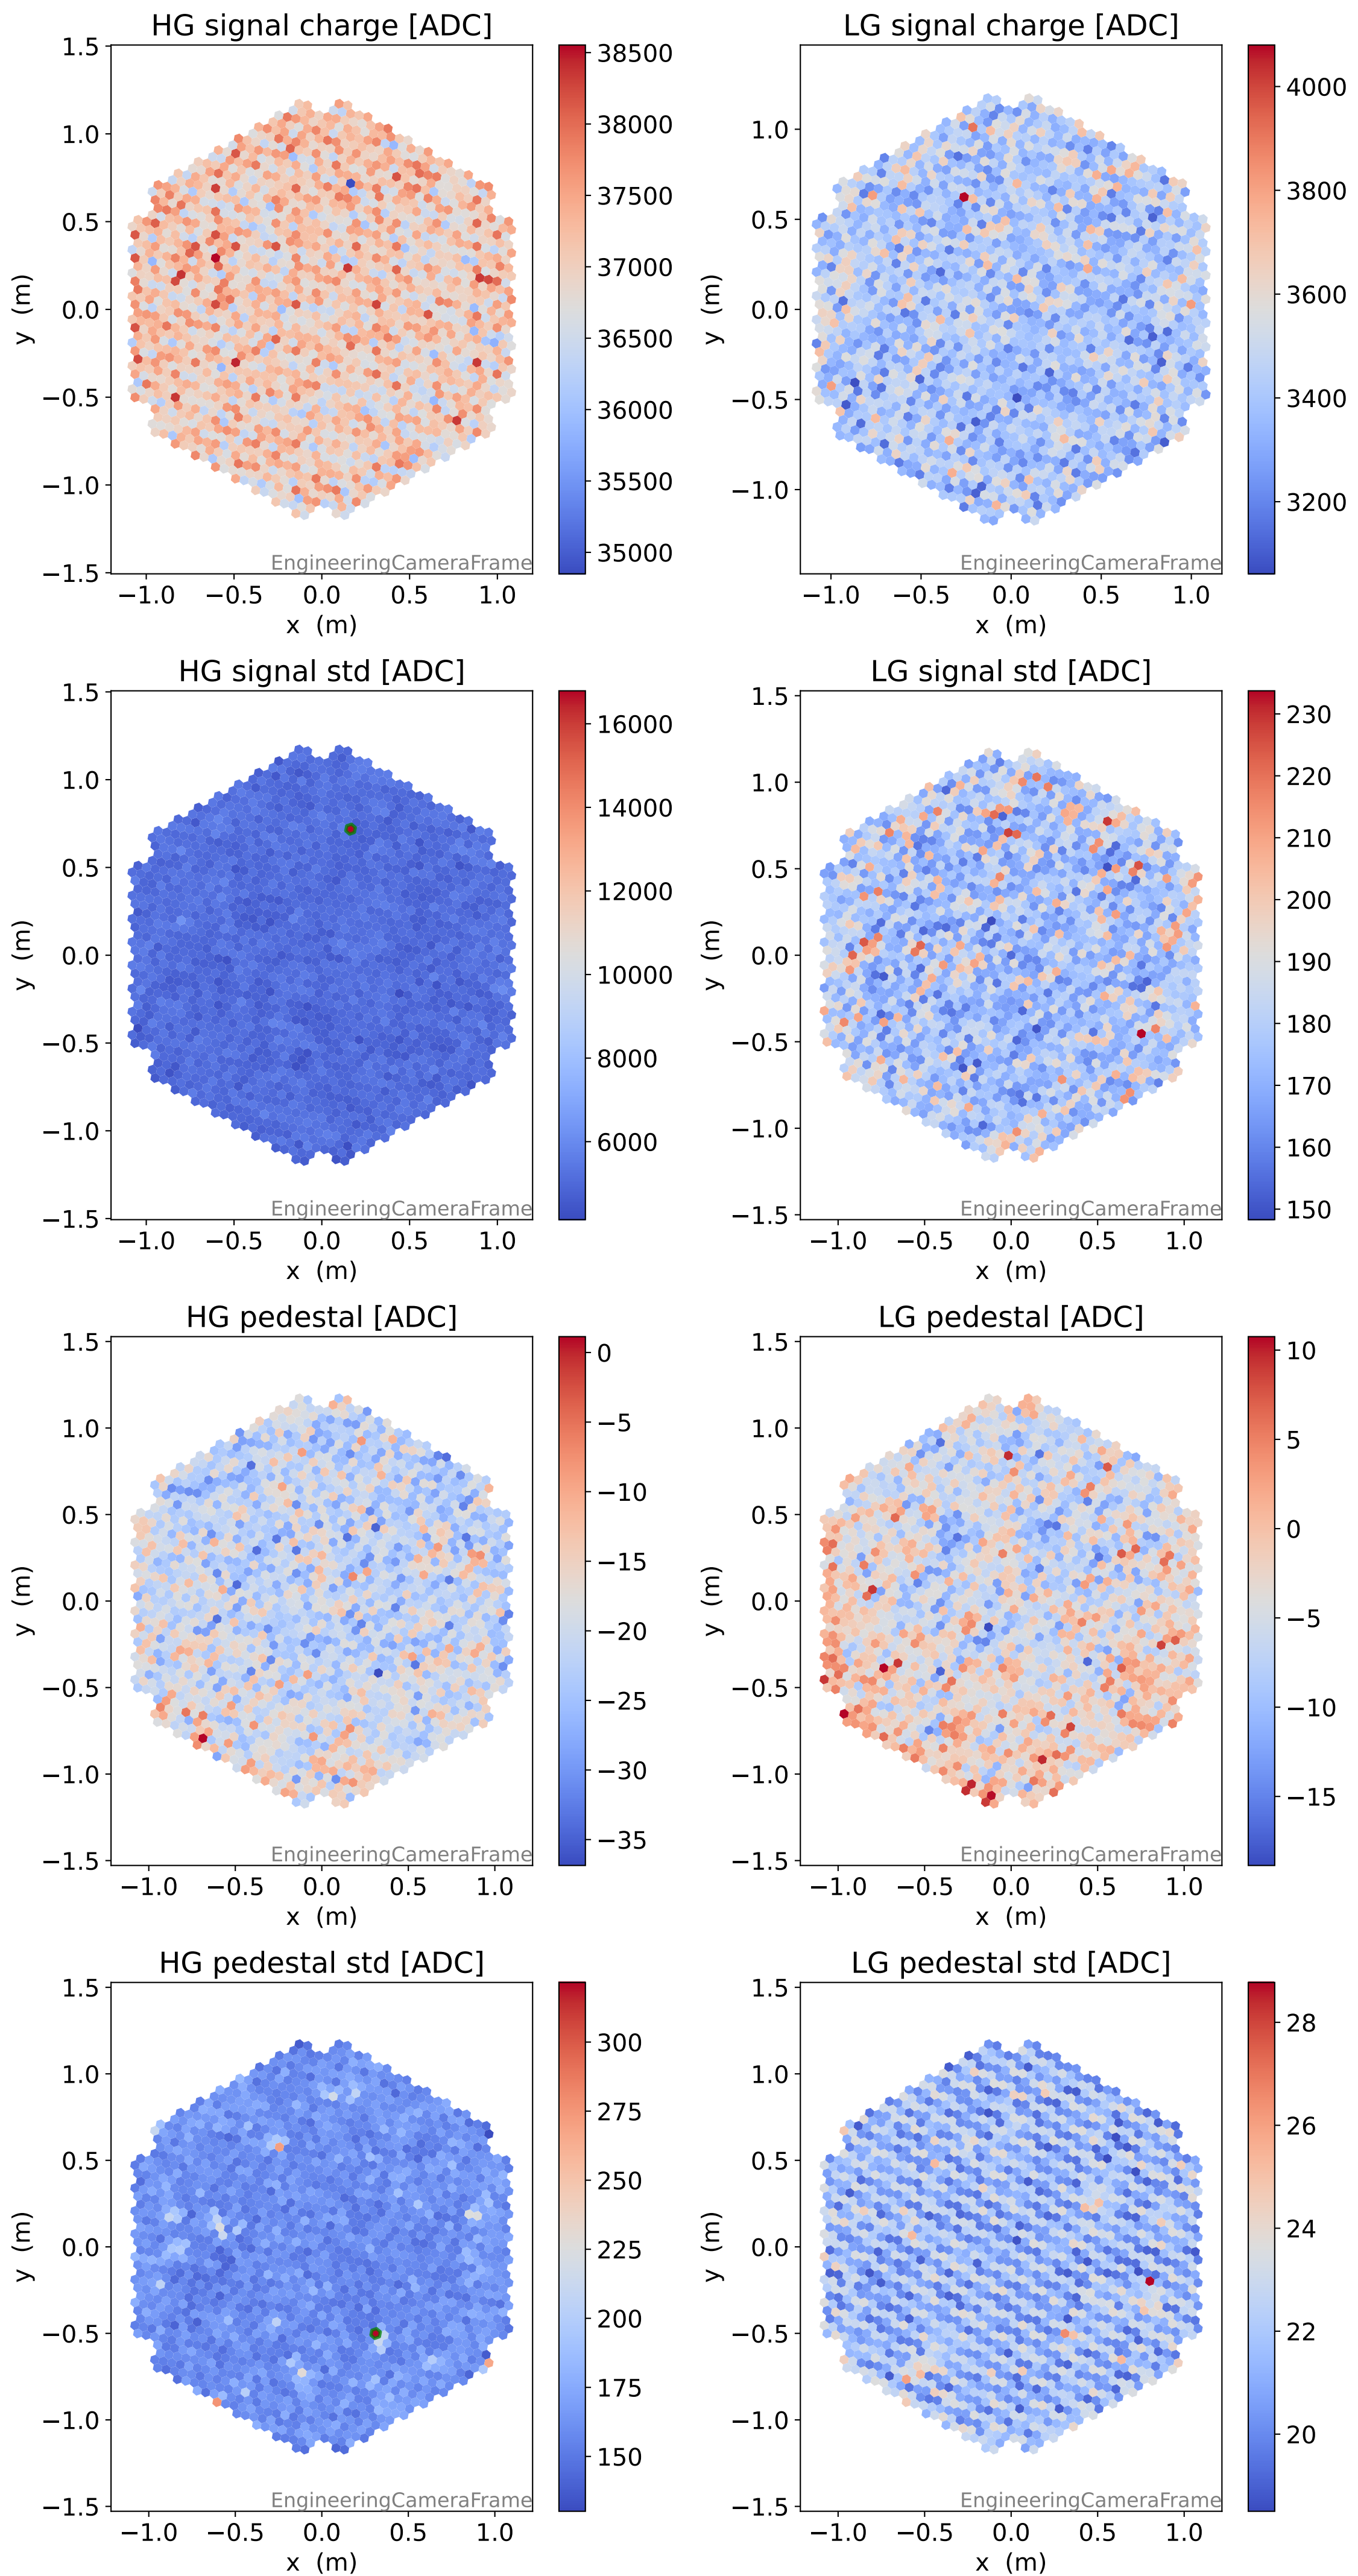 HG signal charge [ADC]
LG signal charge [ADC]
1.5
1.0
0.5
0.0
−0.5
−1.0
−1.5
y (m)
EngineeringCameraFrame
−1.0 −0.5 0.0 0.5 1.0
x (m)
38500
38000
37500
37000
36500
36000
35500
35000
1.0
0.5
0.0
−0.5
−1.0
y (m)
EngineeringCameraFrame
−1.0 −0.5 0.0 0.5 1.0
x (m)
4000
3800
3600
3400
3200
HG signal std [ADC]
LG signal std [ADC]
1.5
1.0
0.5
0.0
−0.5
−1.0
−1.5
y (m)
EngineeringCameraFrame
−1.0 −0.5 0.0 0.5 1.0
x (m)
16000
14000
12000
10000
8000
6000
1.5
1.0
0.5
0.0
−0.5
−1.0
−1.5
y (m)
EngineeringCameraFrame
−1.0 −0.5 0.0 0.5 1.0
x (m)
230
220
210
200
190
180
170
160
150
HG pedestal [ADC]
LG pedestal [ADC]
1.5
1.0
0.5
0.0
−0.5
−1.0
−1.5
y (m)
EngineeringCameraFrame
−1.0 −0.5 0.0 0.5 1.0
x (m)
0
−5
−10
−15
−20
−25
−30
−35
1.5
1.0
0.5
0.0
−0.5
−1.0
−1.5
y (m)
EngineeringCameraFrame
−1.0 −0.5 0.0 0.5 1.0
x (m)
10
5
0
−5
−10
−15
HG pedestal std [ADC]
LG pedestal std [ADC]
1.5
1.0
0.5
0.0
−0.5
−1.0
−1.5
y (m)
EngineeringCameraFrame
−1.0 −0.5 0.0 0.5 1.0
x (m)
300
275
250
225
200
175
150
1.5
1.0
0.5
0.0
−0.5
−1.0
−1.5
y (m)
EngineeringCameraFrame
−1.0 −0.5 0.0 0.5 1.0
x (m)
28
26
24
22
20